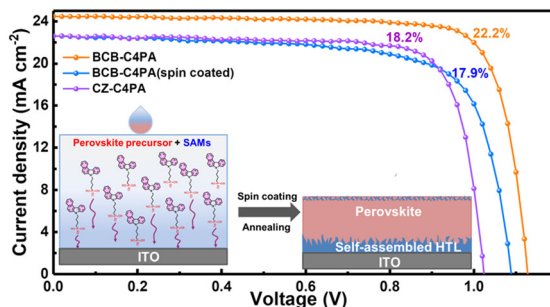 Current density (mA cm⁻²)
24
20
16
12
8
4
0
22.2%
18.2%
17.9%
BCB-C4PA
BCB-C4PA(spin coated)
CZ-C4PA
Perovskite precursor + SAMs
ITO
Spin coating
Annealing
Perovskite
Self-assembled HTL
ITO
0.0 0.2 0.4 0.6 0.8 1.0
Voltage (V)